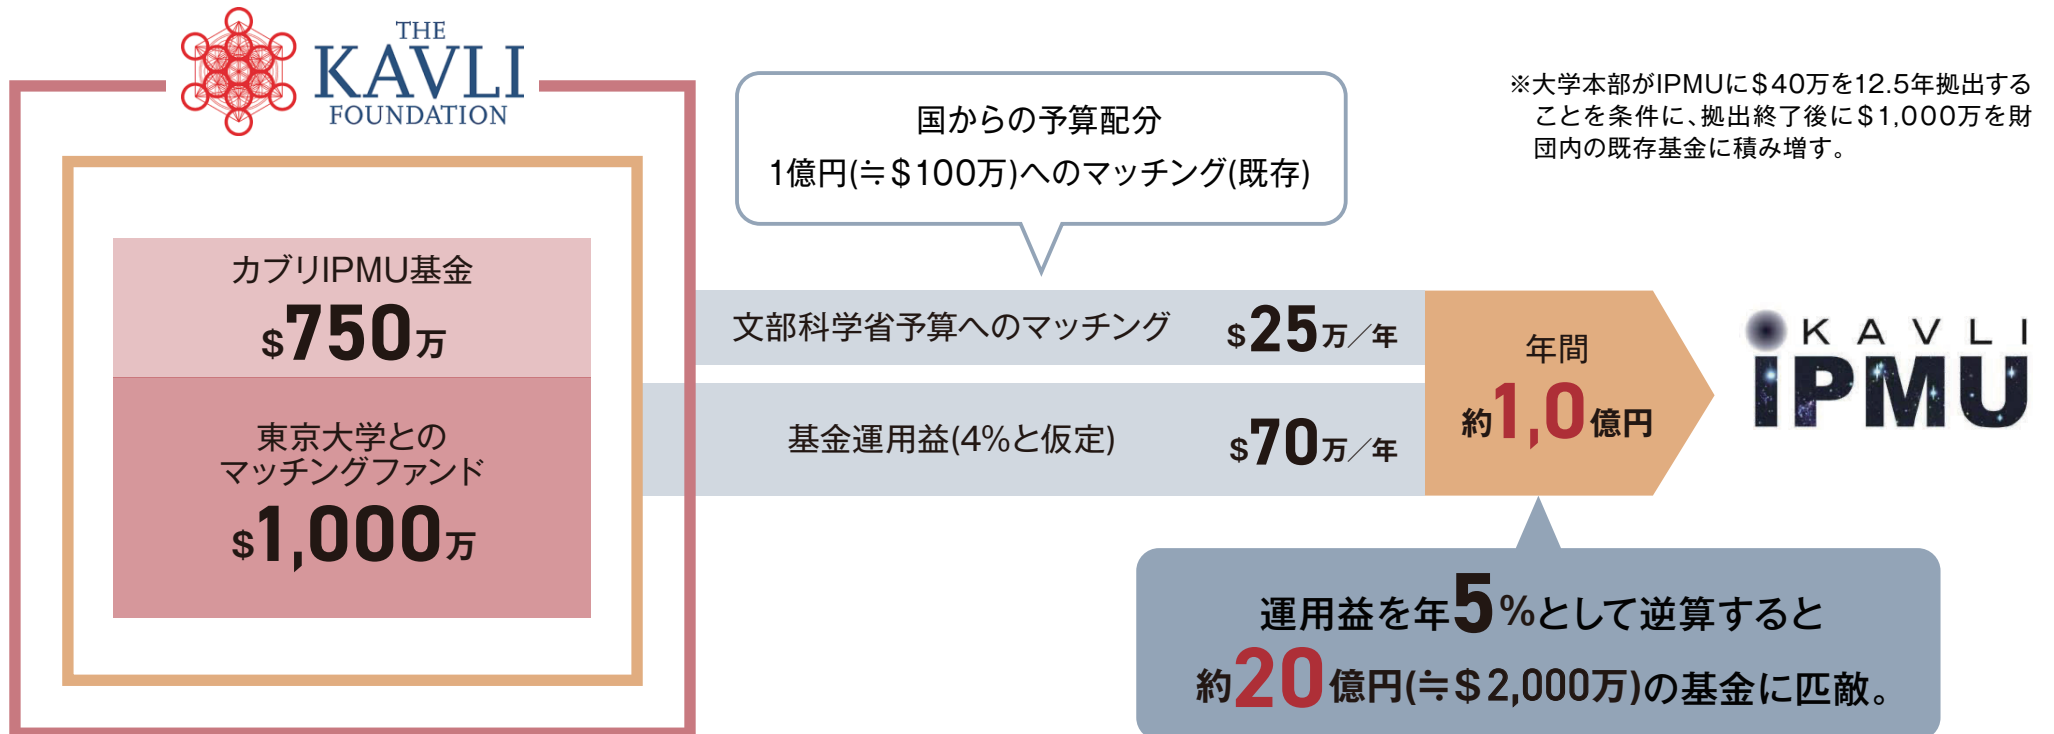 THE
KAVLI
FOUNDATION
カブリIPMU基金
$750万
東京大学との
マッチングファンド
$1,000万
国からの予算配分
1億円(≒$100万)へのマッチング(既存)
※大学本部がIPMUに$40万を12.5年拠出する
ことを条件に、拠出終了後に$1,000万を財
団内の既存基金に積み増す。
文部科学省予算へのマッチング $25万／年
基金運用益(4%と仮定) $70万／年
年間
約1,0億円
KAVLI
IPMU
運用益を年5%として逆算すると
約20億円(≒$2,000万)の基金に匹敵。